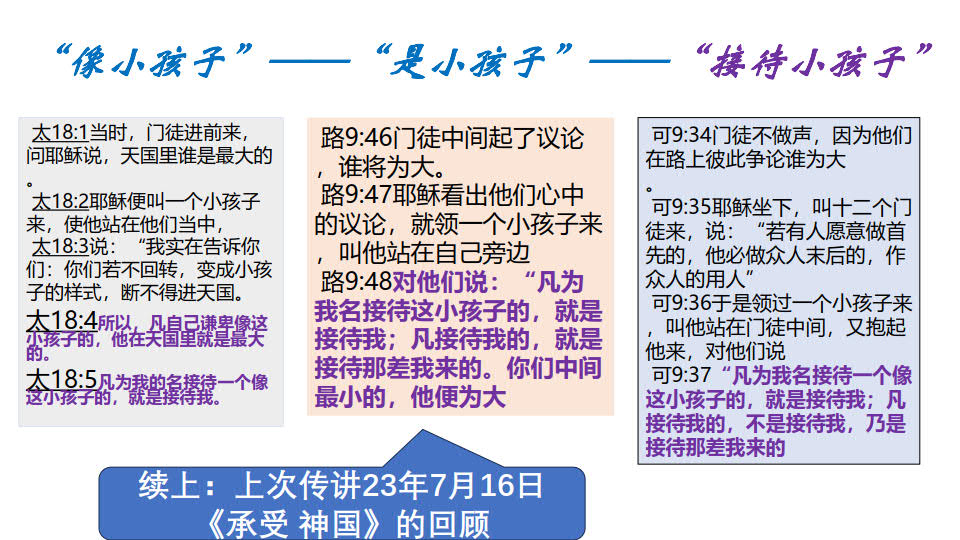 “像小孩子”——“是小孩子”——“接待小孩子”
太18:1当时，门徒进前来，
问耶稣说，天国里谁是最大的
。
太18:2耶稣便叫一个小孩子
来，使他站在他们当中，
太18:3说：“我实在告诉你
们：你们若不回转，变成小孩
子的样式，断不得进天国。
太18:4所以，凡自己谦卑像这
小孩子的，他在天国里就是最大
的。
太18:5凡为我的名接待一个像
这小孩子的，就是接待我。
路9:46门徒中间起了议论
，谁将为大。
路9:47耶稣看出他们心中
的议论，就领一个小孩子来
，叫他站在自己旁边
路9:48对他们说：“凡为
我名接待这小孩子的，就是
接待我；凡接待我的，就是
接待那差我来的。你们中间
最小的，他便为大
可9:34门徒不做声，因为他们
在路上彼此争论谁为大
。
可9:35耶稣坐下，叫十二个门
徒来，说：“若有人愿意做首
先的，他必做众人末后的，作
众人的用人”
可9:36于是领过一个小孩子来
，叫他站在门徒中间，又抱起
他来，对他们说
可9:37“凡为我名接待一个像
这小孩子的，就是接待我；凡
接待我的，不是接待我，乃是
接待那差我来的
续上：上次传讲23年7月16日
《承受 神国》的回顾